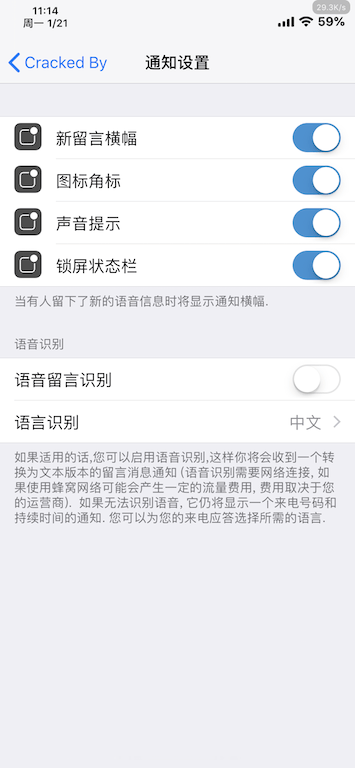 29.3K/s
11:14
周一 1/21
59%
Cracked By
通知设置
新留言横幅
图标角标
声音提示
锁屏状态栏
当有人留下了新的语音信息时将显示通知横幅.
语音识别
语音留言识别
语言识别
中文
如果适用的话,您可以启用语音识别,这样你将会收到一个转
换为文本版本的留言消息通知 (语音识别需要网络连接, 如
果使用蜂窝网络可能会产生一定的流量费用, 费用取决于您
的运营商). 如果无法识别语音, 它仍将显示一个来电号码和
持续时间的通知. 您可以为您的来电应答选择所需的语言.